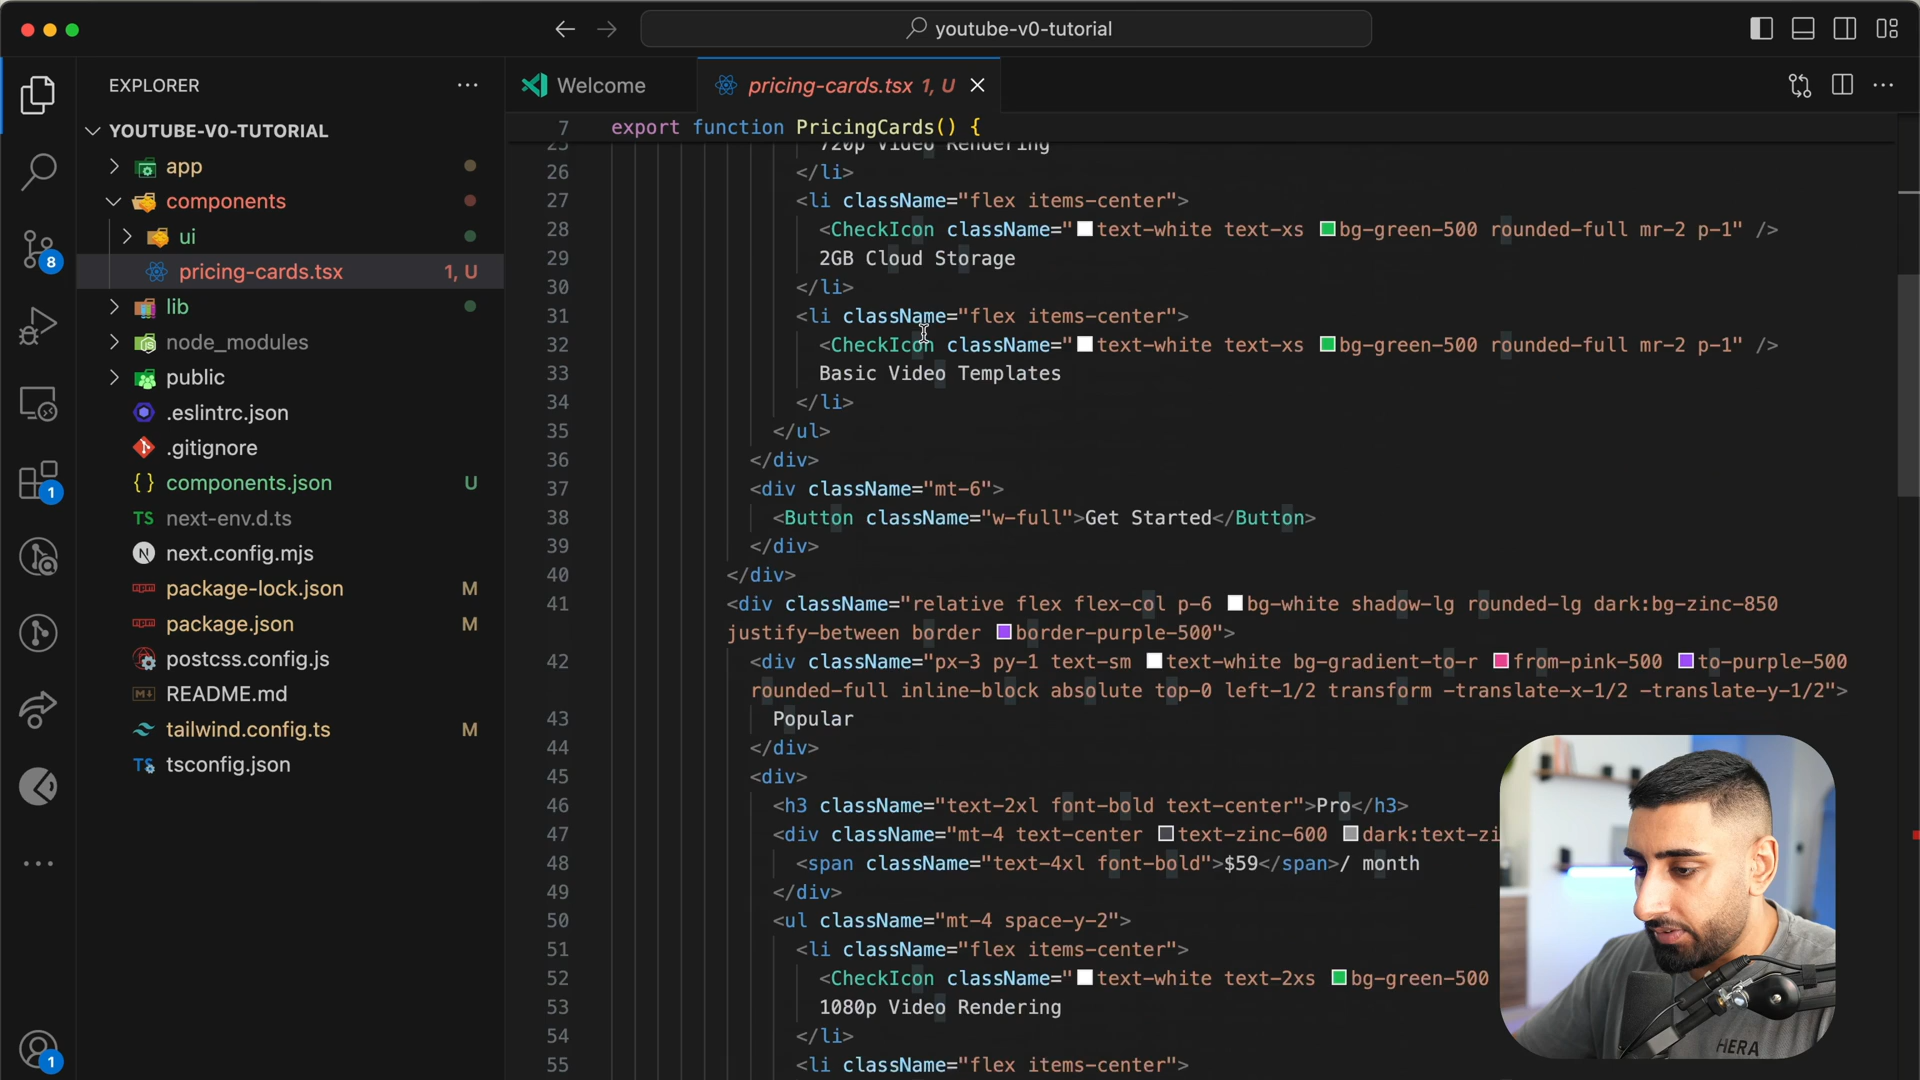 youtube-v0-tutorial
EXPLORER
Welcome
pricing-cards.tsx 1, U
YOUTUBE-V0-TUTORIAL
app
components
ui
pricing-cards.tsx 1, U
lib
node_modules
public
.eslintrc.json
.gitignore
components.json U
next-env.d.ts
next.config.mjs
package-lock.json M
package.json M
postcss.config.js
README.md
tailwind.config.ts M
tsconfig.json
8
1
1
7 export function PricingCards() {
25 720p Video Rendering
26 </li>
27 <li className="flex items-center">
28 <CheckIcon className="text-white text-xs bg-green-500 rounded-full mr-2 p-1" />
29 2GB Cloud Storage
30 </li>
31 <li className="flex items-center">
32 <CheckIcon className="text-white text-xs bg-green-500 rounded-full mr-2 p-1" />
33 Basic Video Templates
34 </li>
35 </ul>
36 </div>
37 <div className="mt-6">
38 <Button className="w-full">Get Started</Button>
39 </div>
40 </div>
41 <div className="relative flex flex-col p-6 bg-white shadow-lg rounded-lg dark:bg-zinc-850
justify-between border border-purple-500">
42 <div className="px-3 py-1 text-sm text-white bg-gradient-to-r from-pink-500 to-purple-500
rounded-full inline-block absolute top-0 left-1/2 transform -translate-x-1/2 -translate-y-1/2">
43 Popular
44 </div>
45 <div>
46 <h3 className="text-2xl font-bold text-center">Pro</h3>
47 <div className="mt-4 text-center text-zinc-600 dark:text-zi
48 <span className="text-4xl font-bold">$59</span>/ month
49 </div>
50 <ul className="mt-4 space-y-2">
51 <li className="flex items-center">
52 <CheckIcon className="text-white text-2xs bg-green-500
53 1080p Video Rendering
54 </li>
55 <li className="flex items-center">
HERA